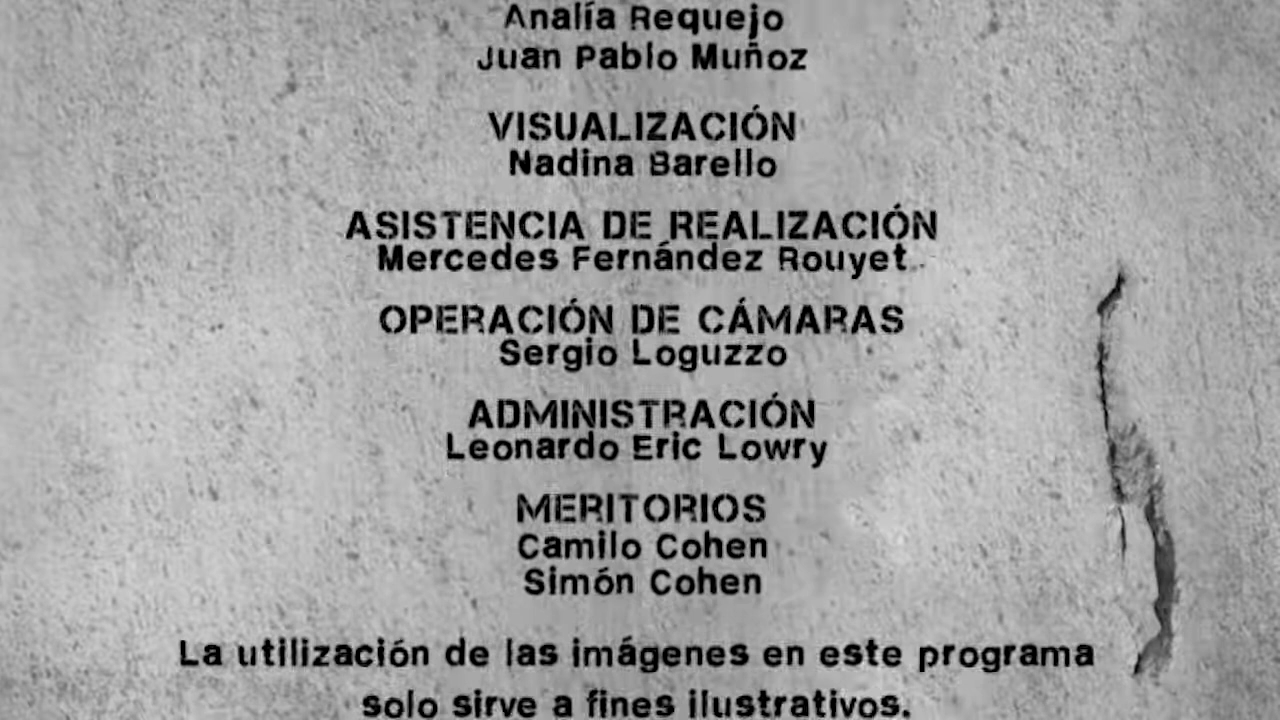 Analía Requejo
Juan Pablo Muñoz
VISUALIZACIÓN
Nadina Barello
ASISTENCIA DE REALIZACIÓN
Mercedes Fernández Rouyet
OPERACIÓN DE CÁMARAS
Sergio Loguzzo
ADMINISTRACIÓN
Leonardo Eric Lowry
MERITORIOS
Camilo Cohen
Simón Cohen
La utilización de las imágenes en este programa
solo sirve a fines ilustrativos.